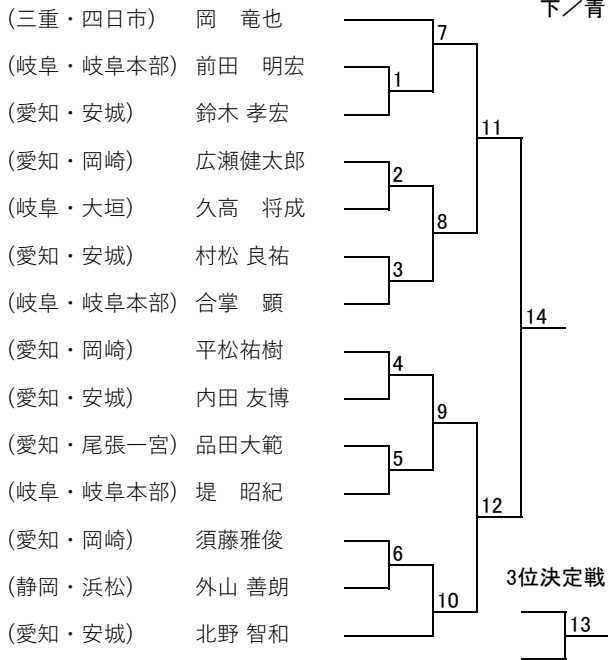 下／青
(三重・四日市) 岡　竜也
7
(岐阜・岐阜本部) 前田　明宏
1
(愛知・安城) 鈴木 孝宏
11
(愛知・岡崎) 広瀬健太郎
2
(岐阜・大垣) 久高　将成
8
(愛知・安城) 村松 良祐
3
(岐阜・岐阜本部) 合掌　顕
14
(愛知・岡崎) 平松祐樹
4
(愛知・安城) 内田 友博
9
(愛知・尾張一宮) 品田大範
5
(岐阜・岐阜本部) 堤　昭紀
12
(愛知・岡崎) 須藤雅俊
6
(静岡・浜松) 外山 善朗
3位決定戦
10
(愛知・安城) 北野 智和
13